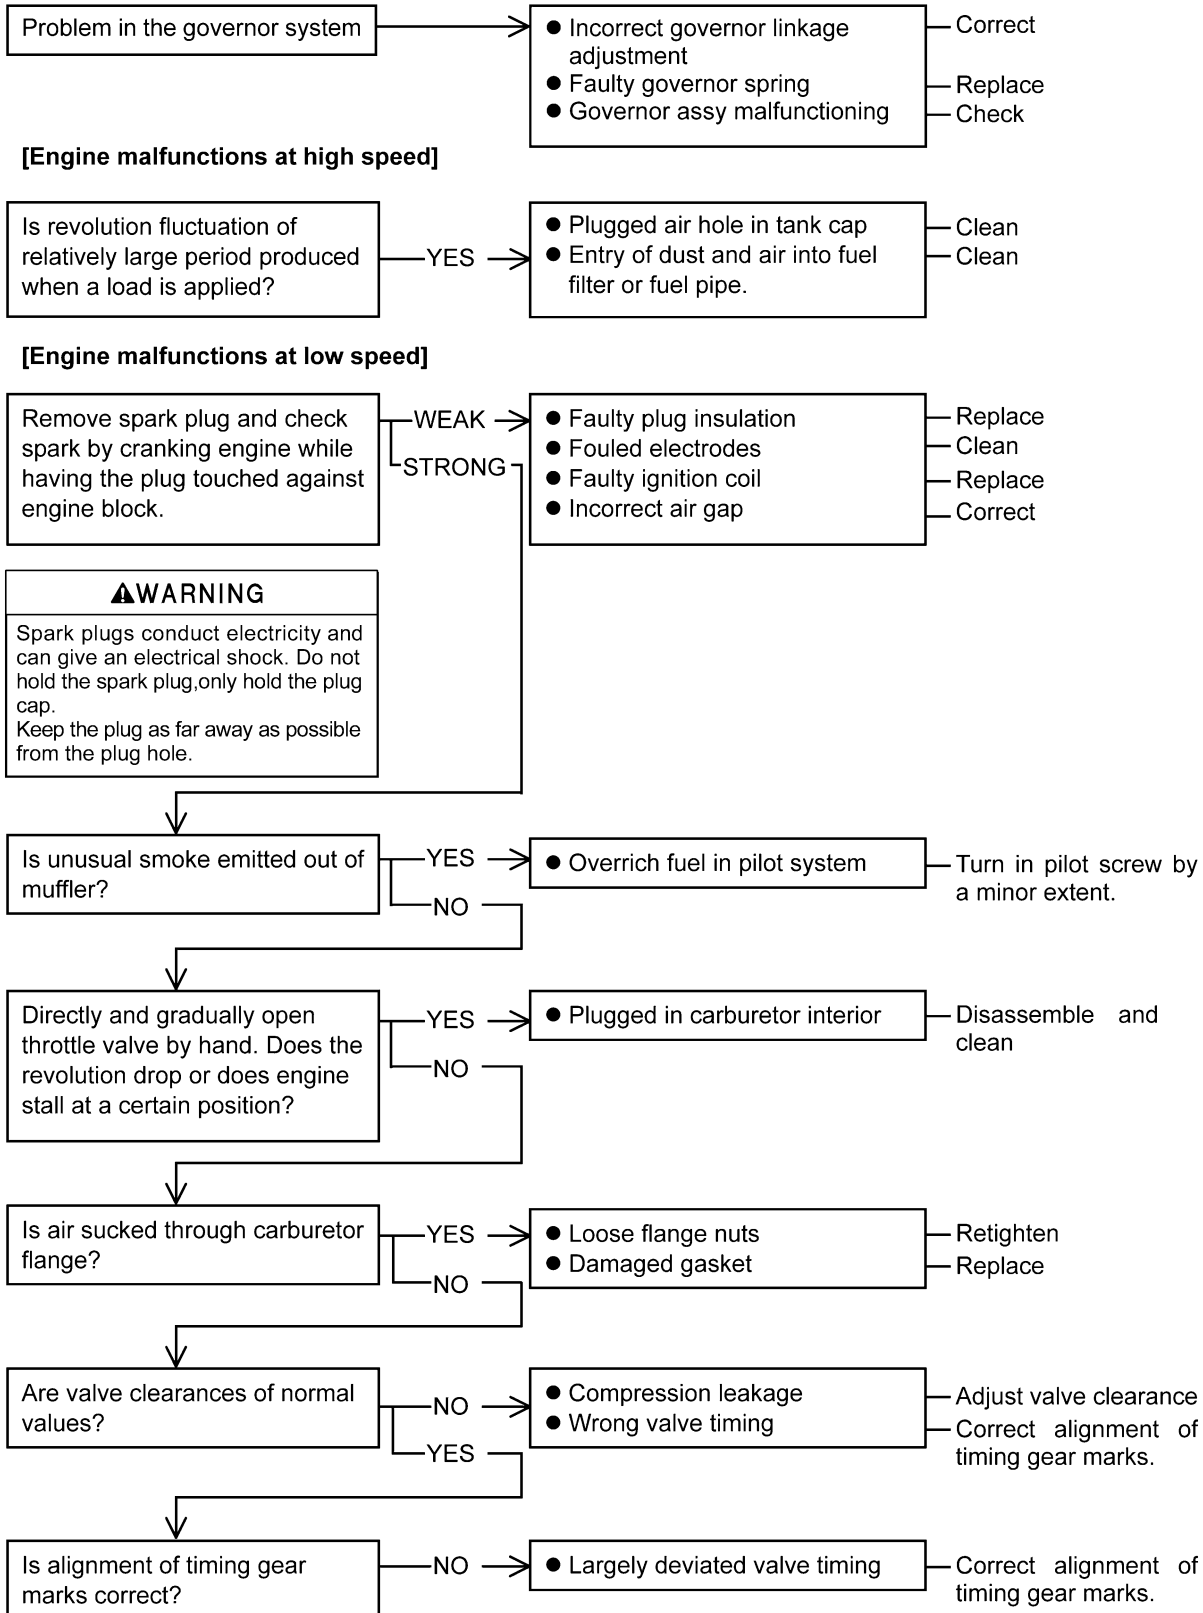 Problem in the governor system
● Incorrect governor linkage
adjustment
● Faulty governor spring
● Governor assy malfunctioning
Correct
Replace
Check
[Engine malfunctions at high speed]
Is revolution fluctuation of
relatively large period produced
when a load is applied?
YES
● Plugged air hole in tank cap
● Entry of dust and air into fuel
filter or fuel pipe.
Clean
Clean
[Engine malfunctions at low speed]
Remove spark plug and check
spark by cranking engine while
having the plug touched against
engine block.
WEAK
STRONG
● Faulty plug insulation
● Fouled electrodes
● Faulty ignition coil
● Incorrect air gap
Replace
Clean
Replace
Correct
⚠WARNING
Spark plugs conduct electricity and
can give an electrical shock. Do not
hold the spark plug,only hold the plug
cap.
Keep the plug as far away as possible
from the plug hole.
Is unusual smoke emitted out of
muffler?
YES
NO
● Overrich fuel in pilot system
Turn in pilot screw by
a minor extent.
Directly and gradually open
throttle valve by hand. Does the
revolution drop or does engine
stall at a certain position?
YES
NO
● Plugged in carburetor interior
Disassemble and
clean
Is air sucked through carburetor
flange?
YES
NO
● Loose flange nuts
● Damaged gasket
Retighten
Replace
Are valve clearances of normal
values?
NO
YES
● Compression leakage
● Wrong valve timing
Adjust valve clearance
Correct alignment of
timing gear marks.
Is alignment of timing gear
marks correct?
NO
● Largely deviated valve timing
Correct alignment of
timing gear marks.